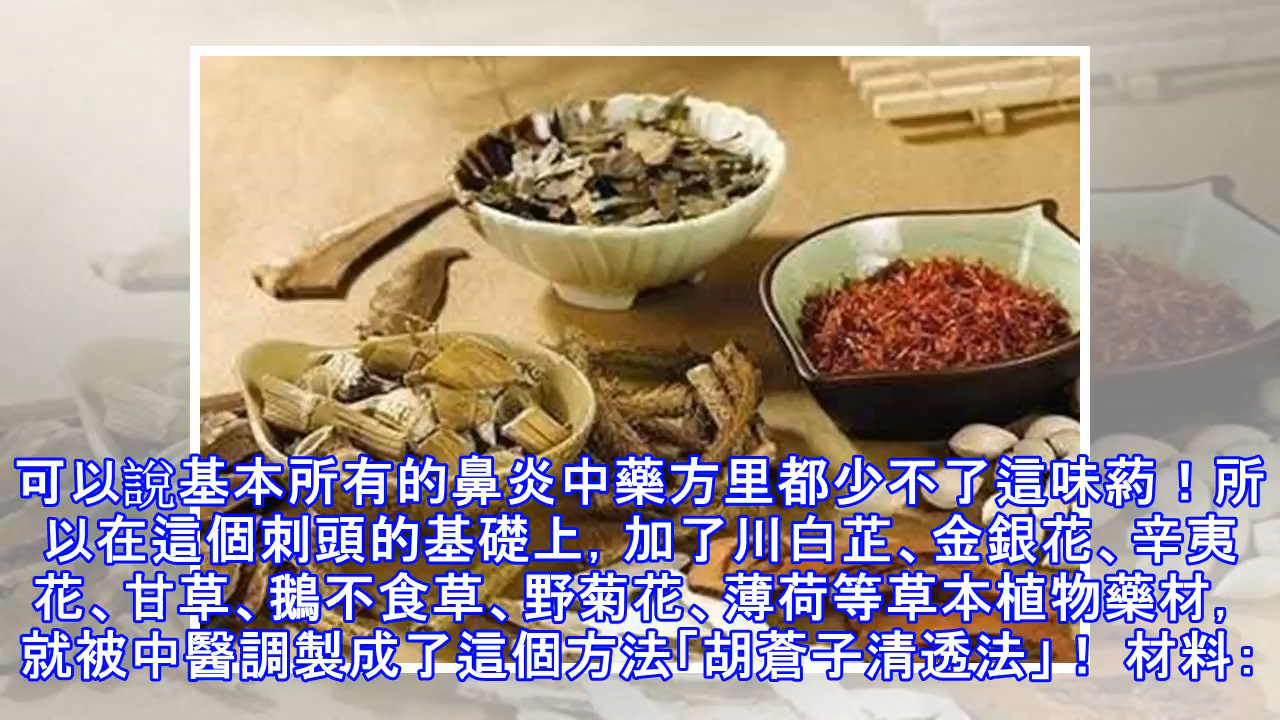 可以說基本所有的鼻炎中藥方里都少不了這味葯！所
以在這個刺頭的基礎上，加了川白芷、金銀花、辛夷
花、甘草、鵝不食草、野菊花、薄荷等草本植物藥材，
就被中醫調製成了這個方法「胡蒼子清透法」！ 材料：